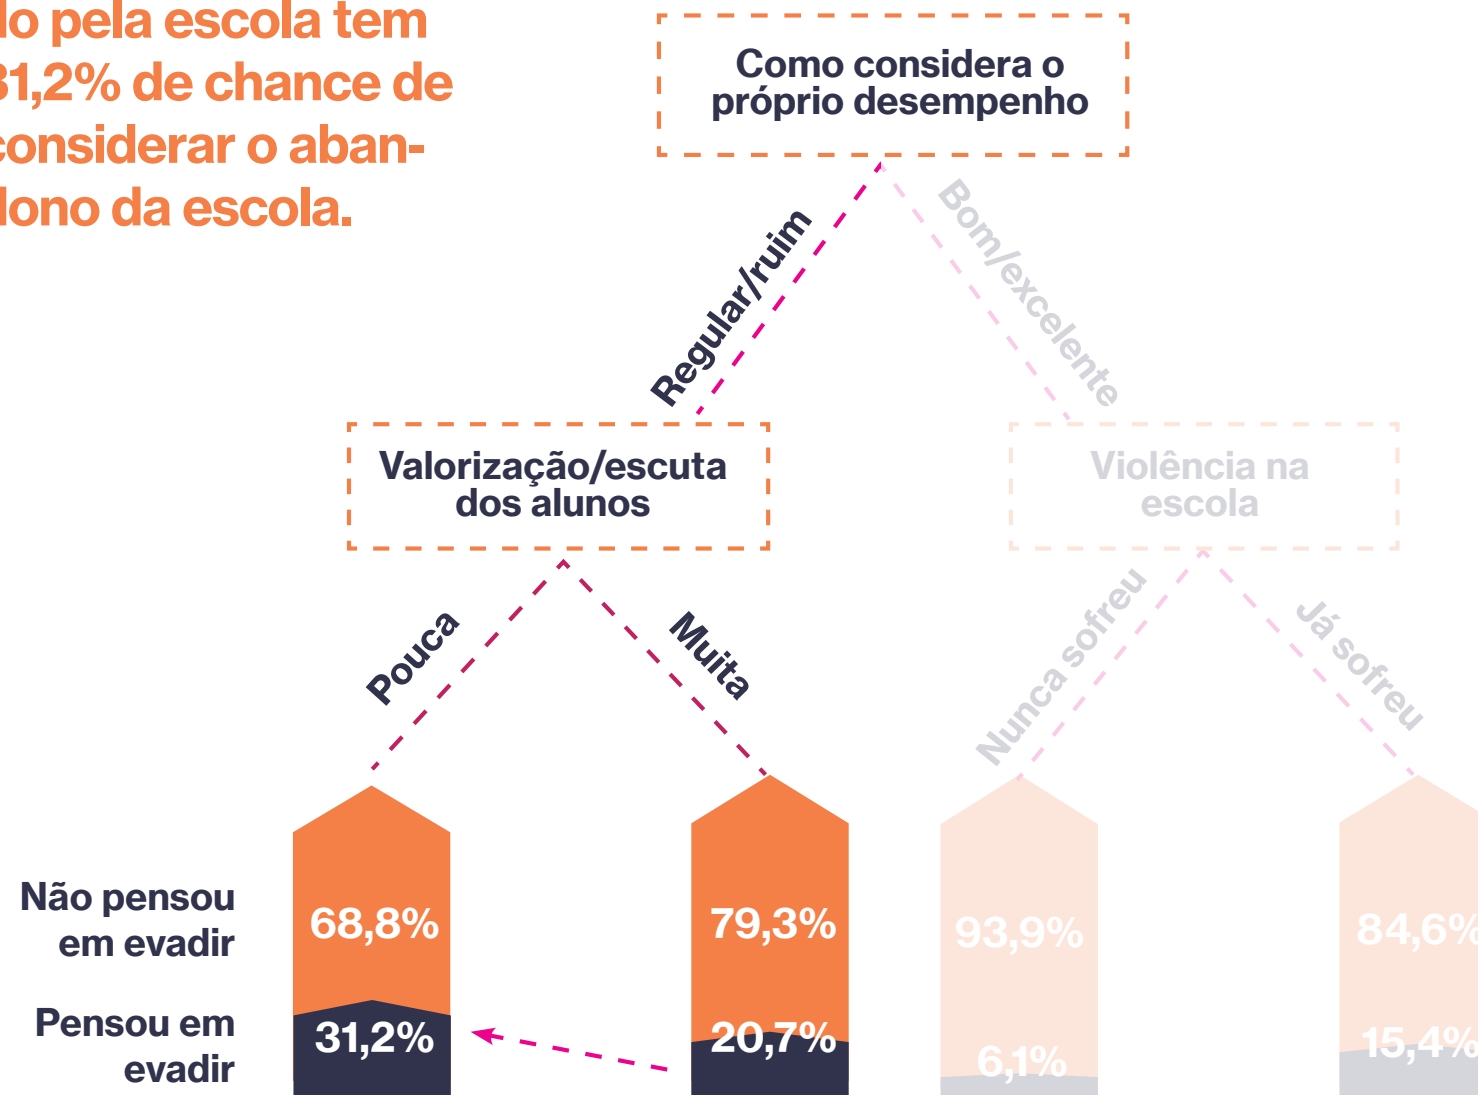 lo pela escola tem
31,2% de chance de
considerar o aban-
dono da escola.
Como considera o
próprio desempenho
Regular/ruim
Bom/excelente
Valorização/escuta
dos alunos
Violência na
escola
Pouca
Muita
Nunca sofreu
Já sofreu
Não pensou
em evadir
68,8%
79,3%
93,9%
84,6%
Pensou em
evadir
31,2%
20,7%
6,1%
15,4%